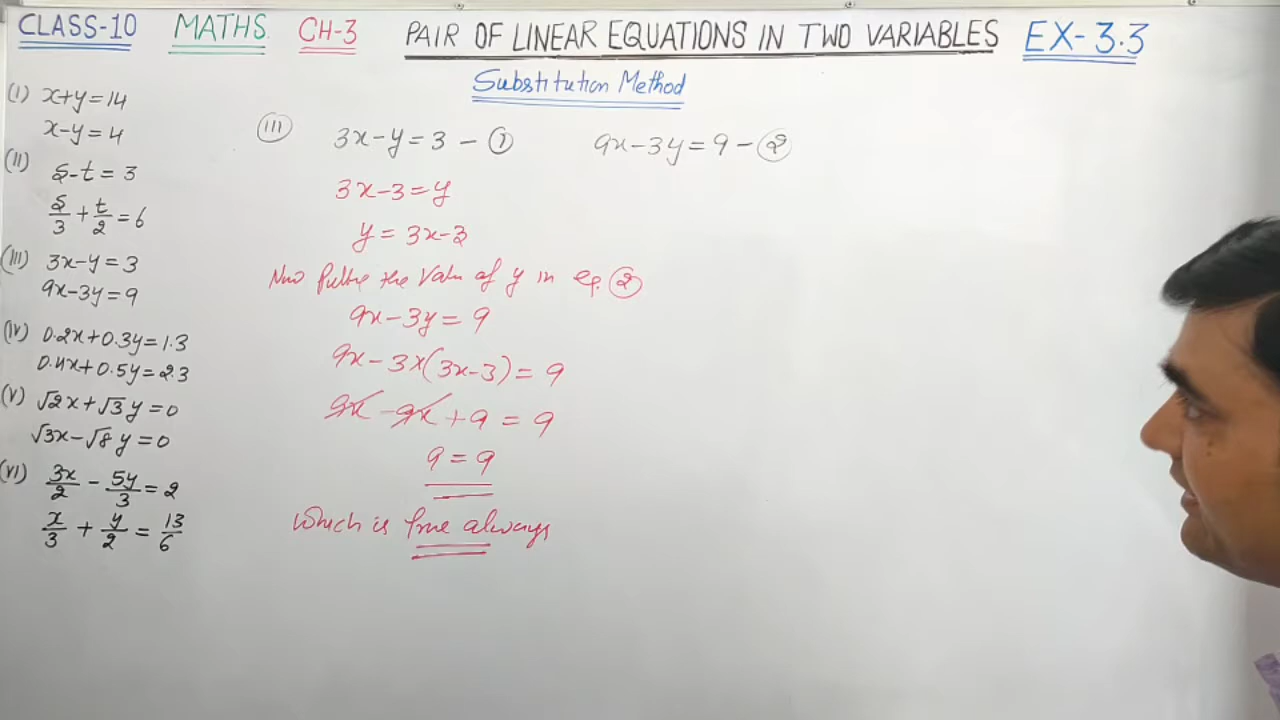 CLASS-10 MATHS. CH-3 PAIR OF LINEAR EQUATIONS IN TWO VARIABLES EX-3.3
Substitution Method
(I) x+y=14
x-y=4
(II) s-t=3
s/3+t/2=6
(III) 3x-y=3
9x-3y=9
(IV) 0.2x+0.3y=1.3
0.4x+0.5y=2.3
(V) √2x+√3y=0
√3x-√8y=0
(VI) 3x/2-5y/3=2
x/3+y/2=13/6
(III) 3x-y=3-① 9x-3y=9-②
3x-3=y
y=3x-3
Now the Value of y in eq. ②
9x-3y=9
9x-3×(3x-3)=9
9x-9x+9=9
9=9
Which is true always